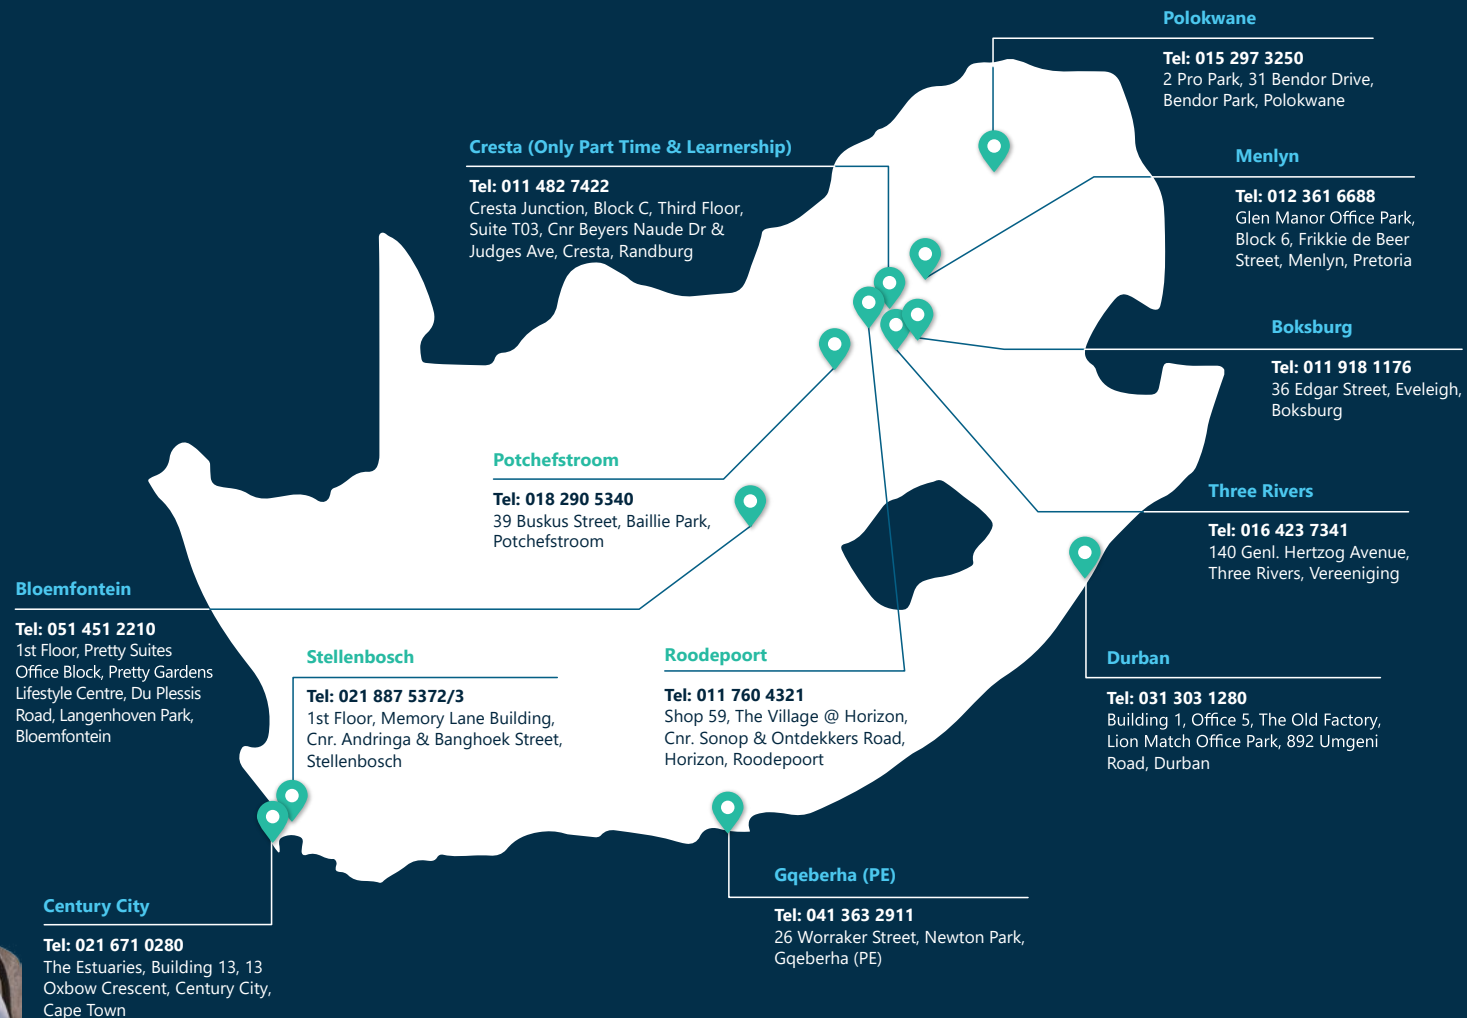 Polokwane
Tel: 015 297 3250
2 Pro Park, 31 Bendor Drive,
Bendor Park, Polokwane
Cresta (Only Part Time & Learnership)
Tel: 011 482 7422
Cresta Junction, Block C, Third Floor,
Suite T03, Cnr Beyers Naude Dr &
Judges Ave, Cresta, Randburg
Menlyn
Tel: 012 361 6688
Glen Manor Office Park,
Block 6, Frikkie de Beer
Street, Menlyn, Pretoria
Boksburg
Tel: 011 918 1176
36 Edgar Street, Eveleigh,
Boksburg
Potchefstroom
Tel: 018 290 5340
39 Buskus Street, Baillie Park,
Potchefstroom
Three Rivers
Tel: 016 423 7341
140 Genl. Hertzog Avenue,
Three Rivers, Vereeniging
Bloemfontein
Tel: 051 451 2210
1st Floor, Pretty Suites
Office Block, Pretty Gardens
Lifestyle Centre, Du Plessis
Road, Langenhoven Park,
Bloemfontein
Stellenbosch
Tel: 021 887 5372/3
1st Floor, Memory Lane Building,
Cnr. Andringa & Banghoek Street,
Stellenbosch
Roodepoort
Tel: 011 760 4321
Shop 59, The Village @ Horizon,
Cnr. Sonop & Ontdekkers Road,
Horizon, Roodepoort
Durban
Tel: 031 303 1280
Building 1, Office 5, The Old Factory,
Lion Match Office Park, 892 Umgeni
Road, Durban
Gqeberha (PE)
Tel: 041 363 2911
26 Worraker Street, Newton Park,
Gqeberha (PE)
Century City
Tel: 021 671 0280
The Estuaries, Building 13, 13
Oxbow Crescent, Century City,
Cape Town